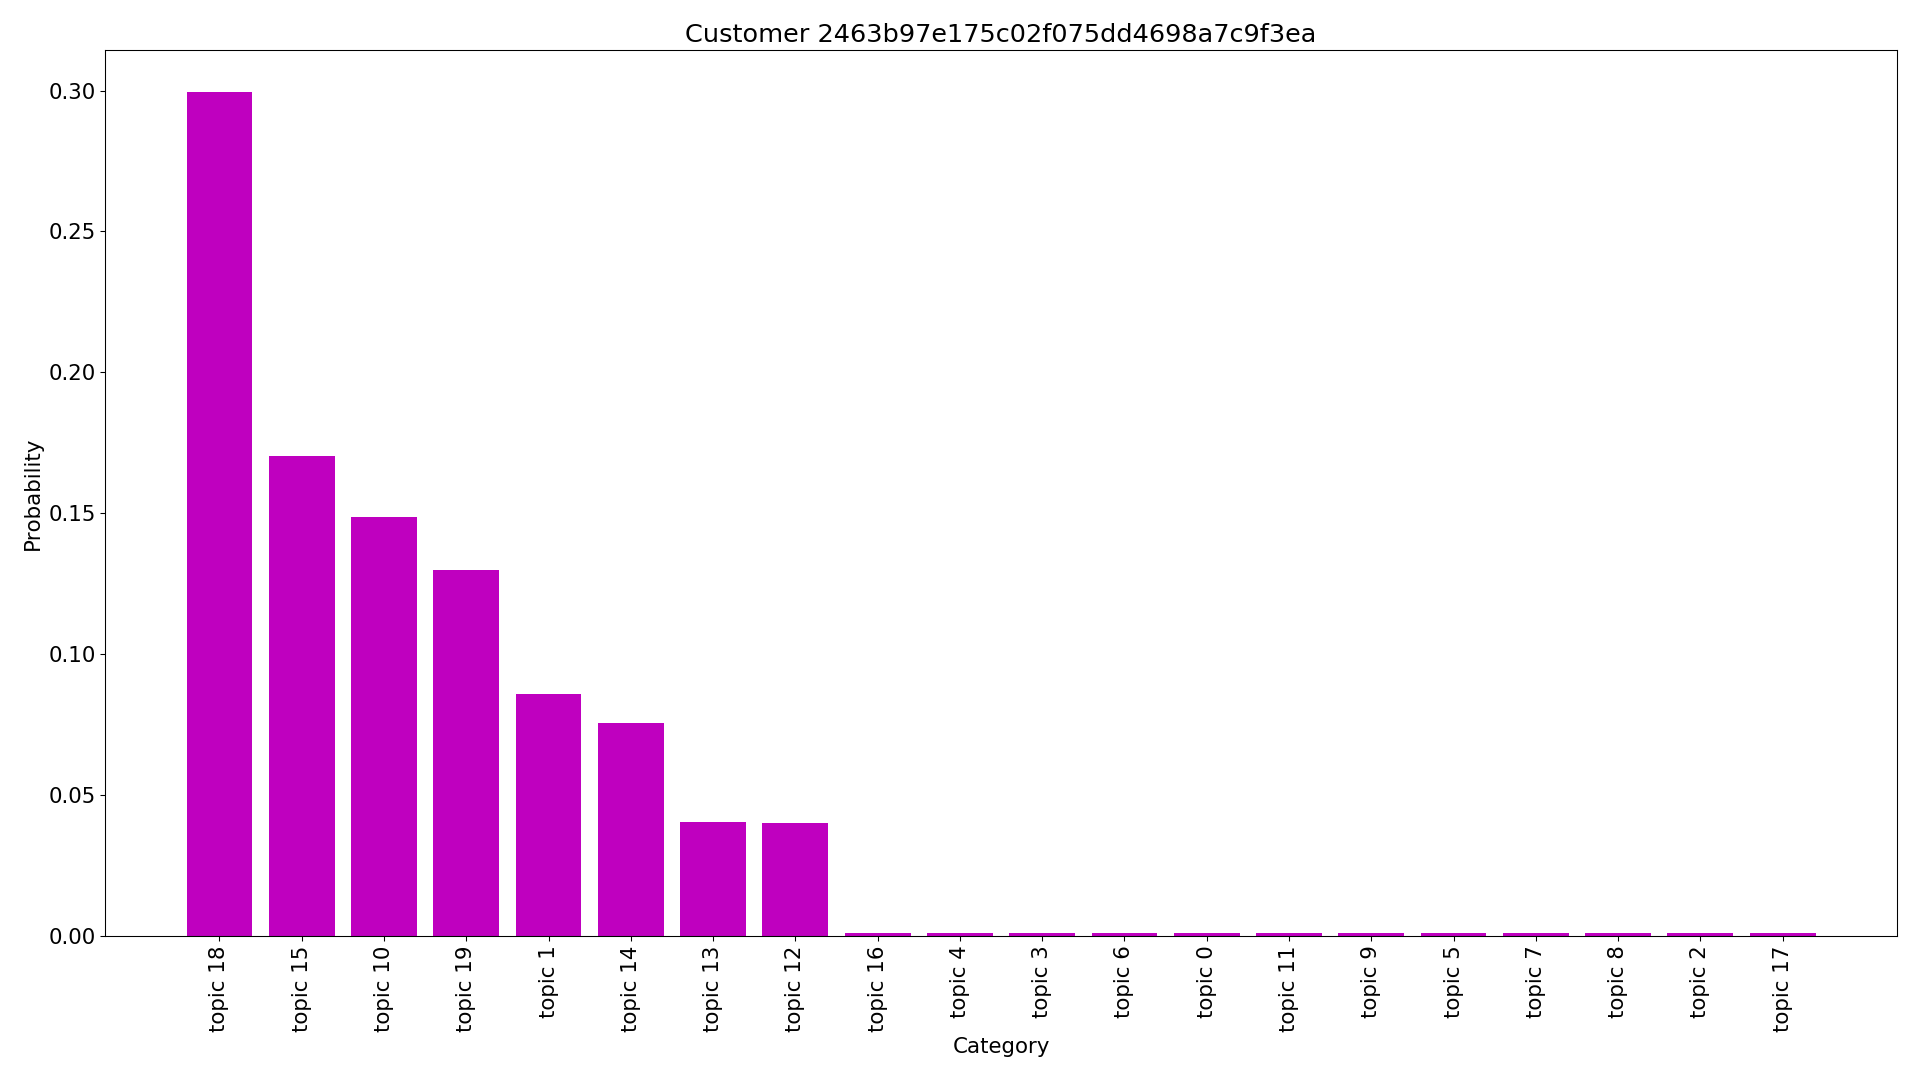 Customer 2463b97e175c02f075dd4698a7c9f3ea
Probability
0.30
0.25
0.20
0.15
0.10
0.05
0.00
topic 18
topic 15
topic 10
topic 19
topic 1
topic 14
topic 13
topic 12
topic 16
topic 4
topic 3
topic 6
topic 0
topic 11
topic 9
topic 5
topic 7
topic 8
topic 2
topic 17
Category